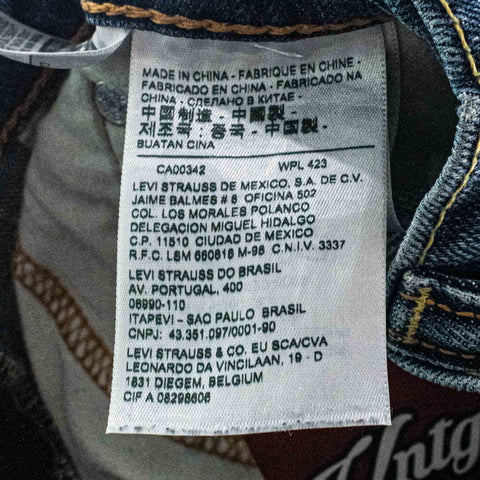 MADE IN CHINA - FABRIQUE EN CHINE -
FABRICADO EN CHINA - FABRICADO NA
CHINA - СДЕЛАНО В КИТАЕ -
中國製 - 中国製 -
제조국: 중국 - 中国製 -
BUATAN CINA
CA00342 WPL 423
LEVI STRAUSS DE MEXICO, S.A. DE C.V.
JAIME BALMES # 8 OFICINA 502
COL. LOS MORALES POLANCO
DELEGACION MIGUEL HIDALGO
C.P. 11510 CIUDAD DE MEXICO
R.F.C. LSM 660616 M-98 C.N.I.V. 3337
LEVI STRAUSS DO BRASIL
AV. PORTUGAL, 400
06690-110
ITAPEVI - SAO PAULO BRASIL
CNPJ: 43.351.097/0001-90
LEVI STRAUSS & CO. EU SCA/CVA
LEONARDO DA VINCILAAN, 19 - D
1831 DIEGEM, BELGIUM
CIF A 08298606